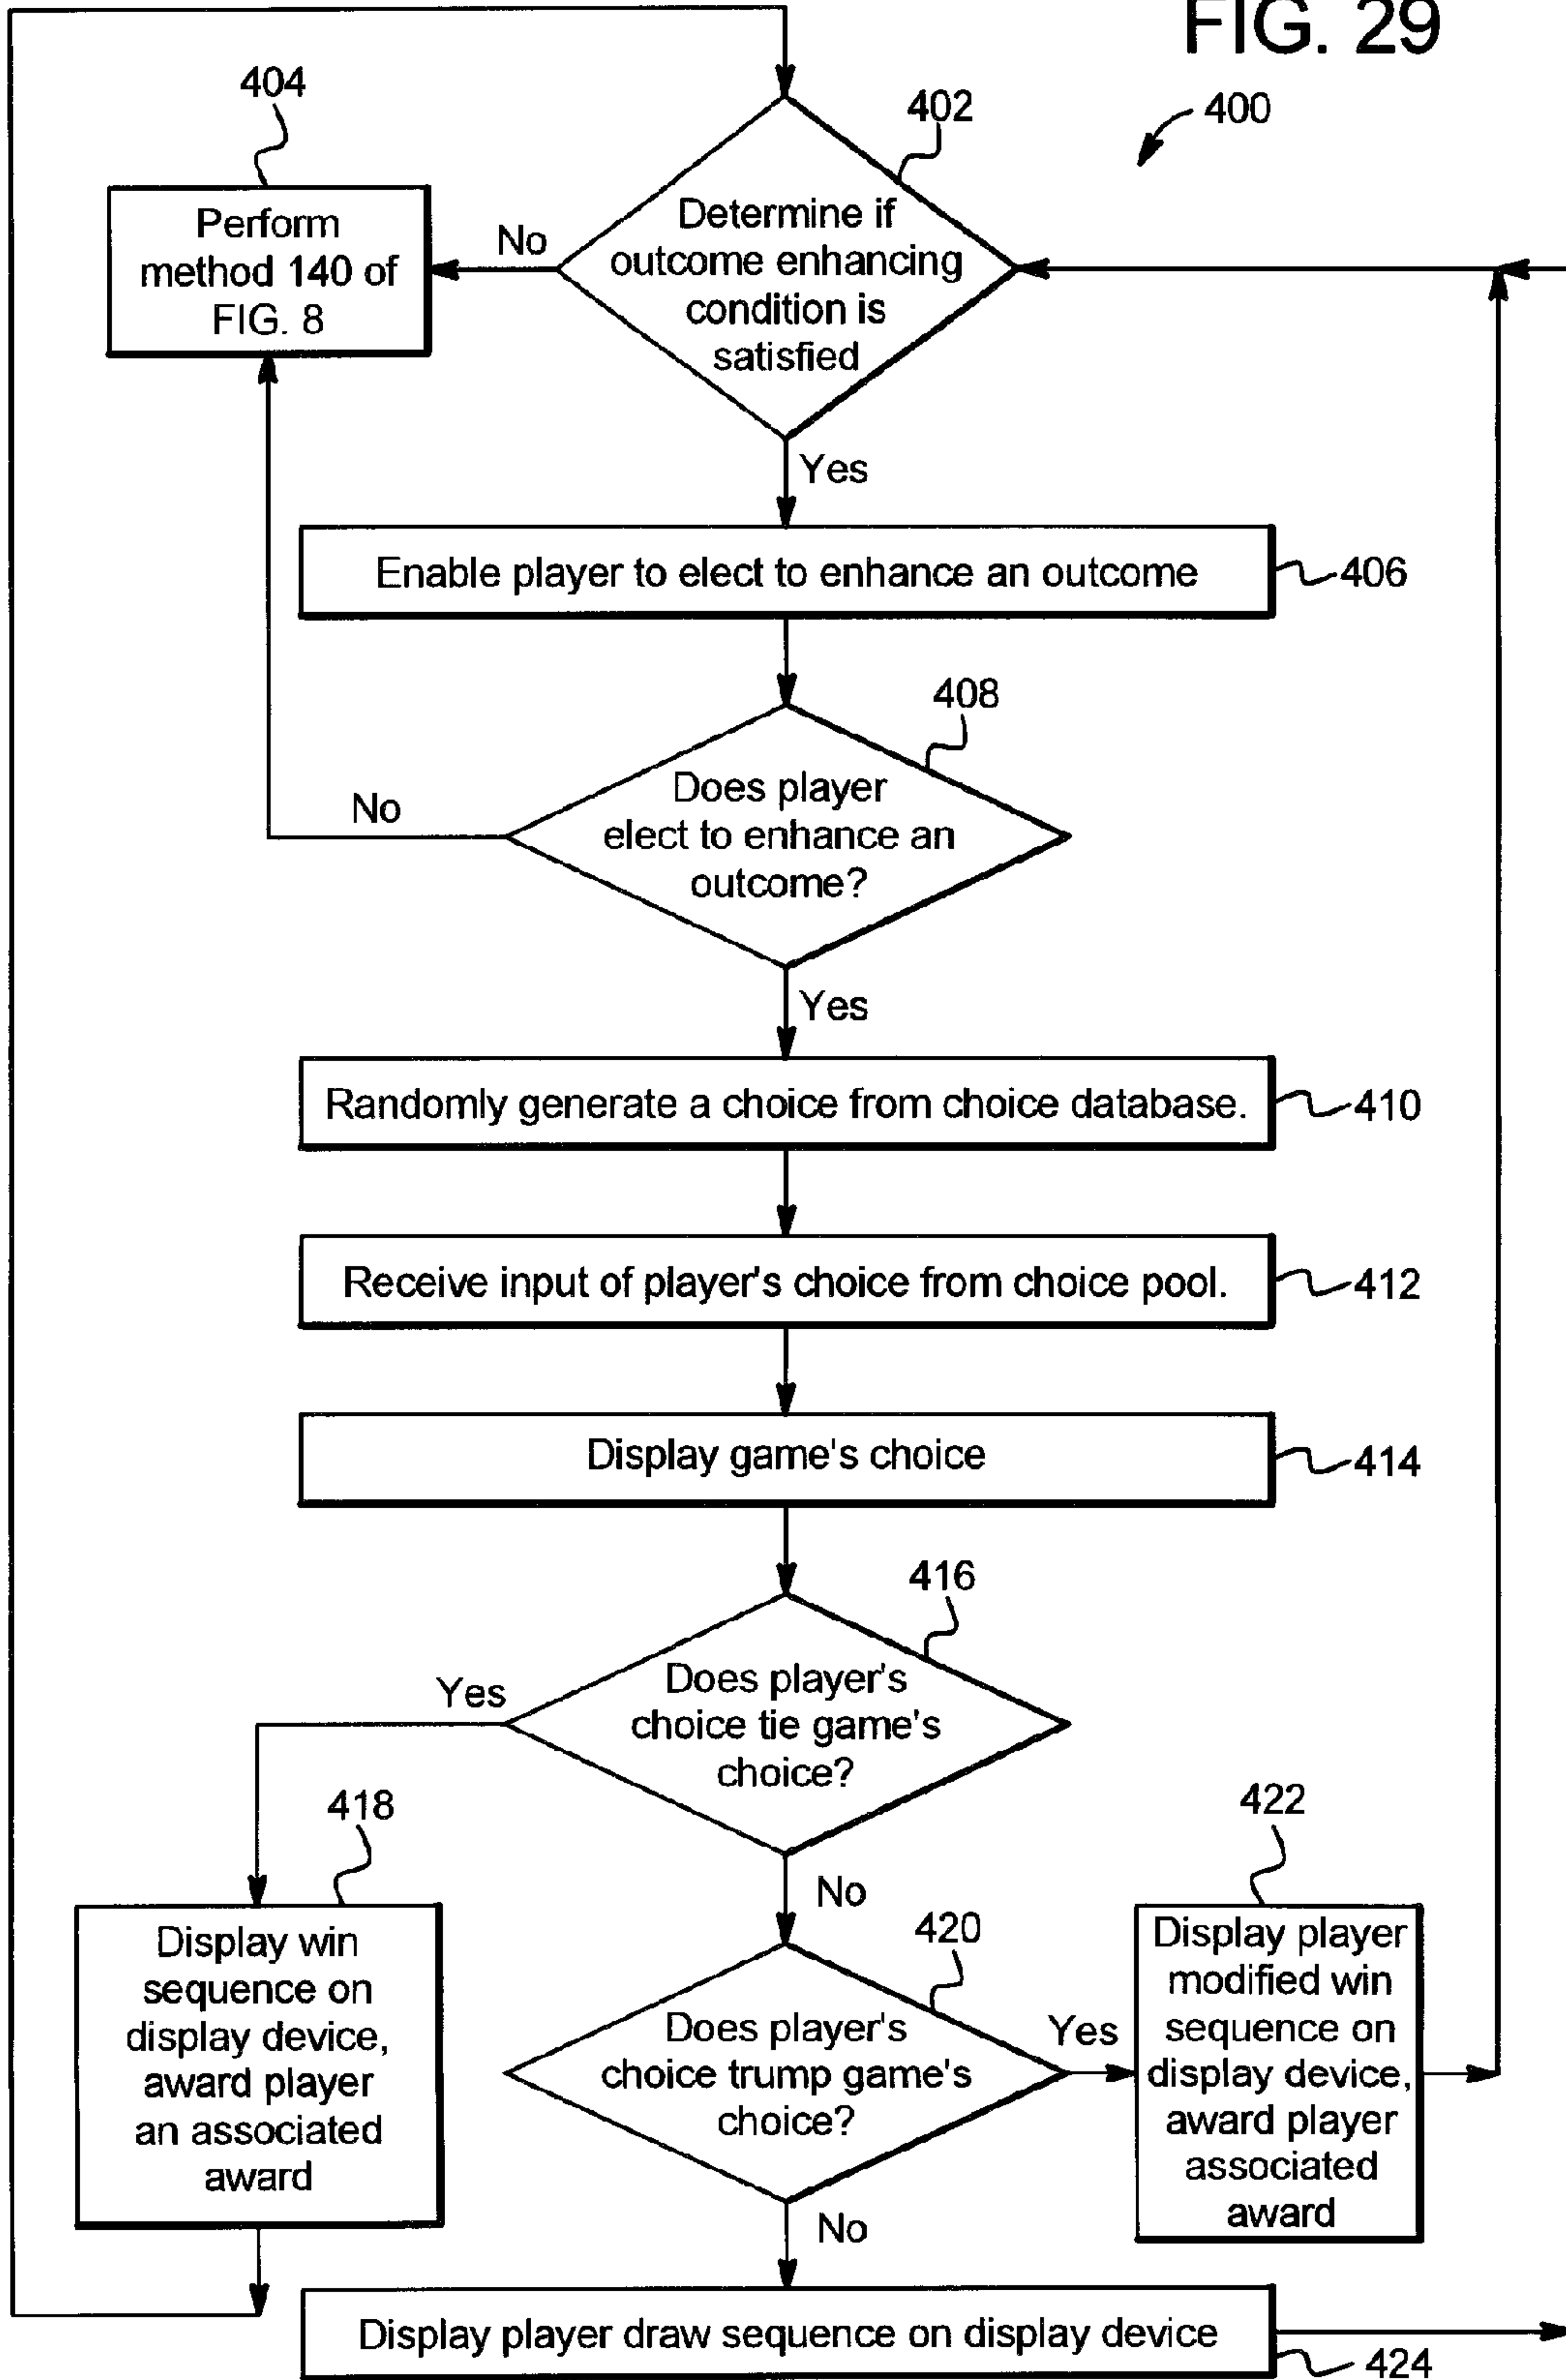 FIG. 29
400
404
402
Perform
method 140 of
FIG. 8
No
Determine if
outcome enhancing
condition is
satisfied
Yes
Enable player to elect to enhance an outcome
406
408
Does player
elect to enhance an
outcome?
No
Yes
Randomly generate a choice from choice database.
410
Receive input of player's choice from choice pool.
412
Display game's choice
414
416
Does player's
choice tie game's
choice?
Yes
418
Display win
sequence on
display device,
award player
an associated
award
No
420
Does player's
choice trump game's
choice?
Yes
422
Display player
modified win
sequence on
display device,
award player
associated
award
No
Display player draw sequence on display device
424